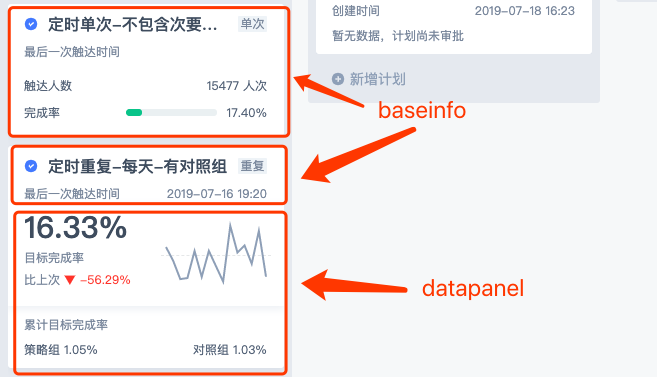 定时单次-不包含次要... 单次
最后一次触达时间
触达人数 15477 人次
完成率 17.40%
定时重复-每天-有对照组 重复
最后一次触达时间 2019-07-16 19:20
16.33%
目标完成率
比上次 ▼ -56.29%
累计目标完成率
策略组 1.05% 对照组 1.03%
创建时间 2019-07-18 16:23
暂无数据，计划尚未审批
新增计划
baseinfo
datapanel